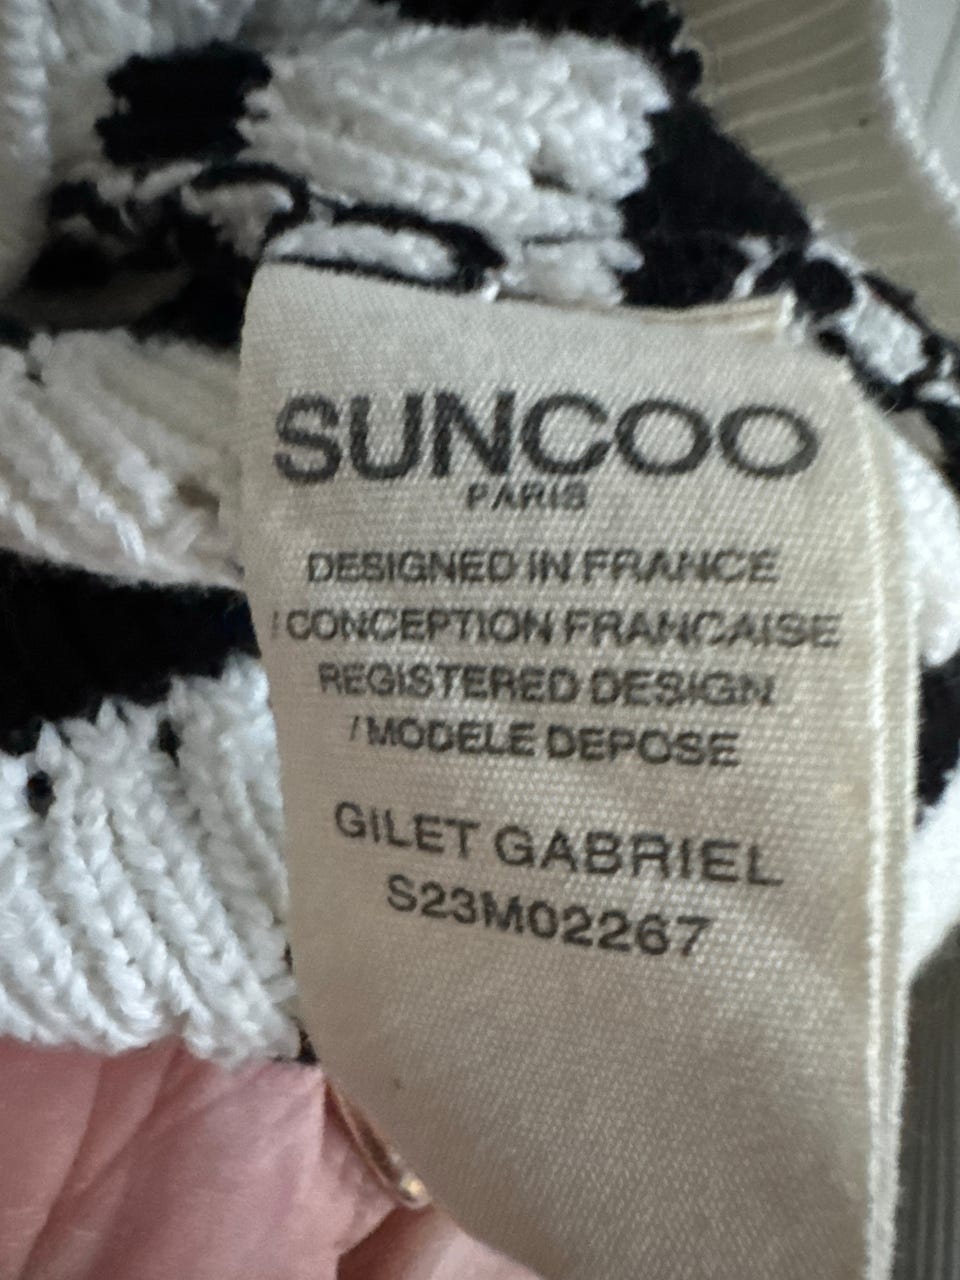 SUNCOO
PARIS
DESIGNED IN FRANCE
/ CONCEPTION FRANCAISE
REGISTERED DESIGN
/ MODELE DEPOSE
GILET GABRIEL
S23M02267